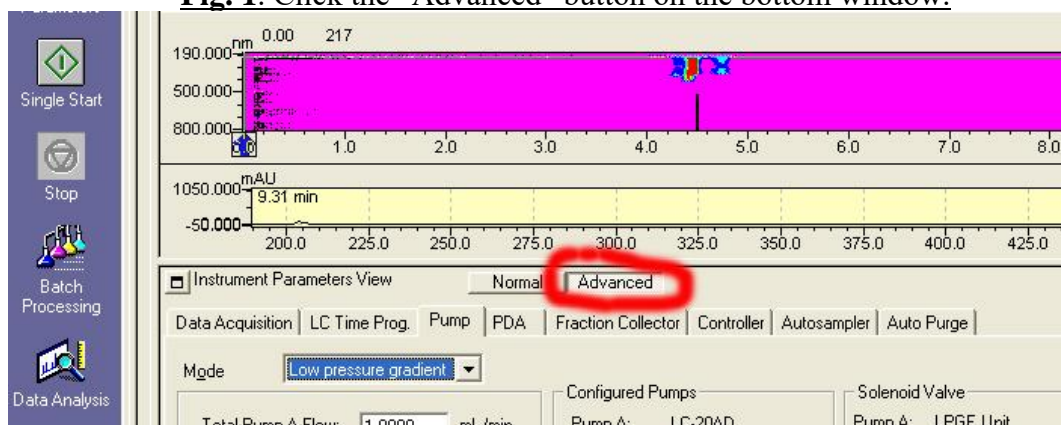 Fig. 1. Click the "Advanced" button on the bottom window.
Single Start
Stop
Batch
Processing
Data Analysis
nm 0.00 217
190.000
500.000
800.000
1.0 2.0 3.0 4.0 5.0 6.0 7.0 8.0
mAU
1050.000
9.31 min
-50.000
200.0 225.0 250.0 275.0 300.0 325.0 350.0 375.0 400.0 425.0
Instrument Parameters View Normal Advanced
Data Acquisition LC Time Prog. Pump PDA Fraction Collector Controller Autosampler Auto Purge
Mode Low pressure gradient
Configured Pumps Solenoid Valve
Total Pump A Flow: 1.0000 mL/min Pump A: LC-20AD Pump A: LPGE Unit